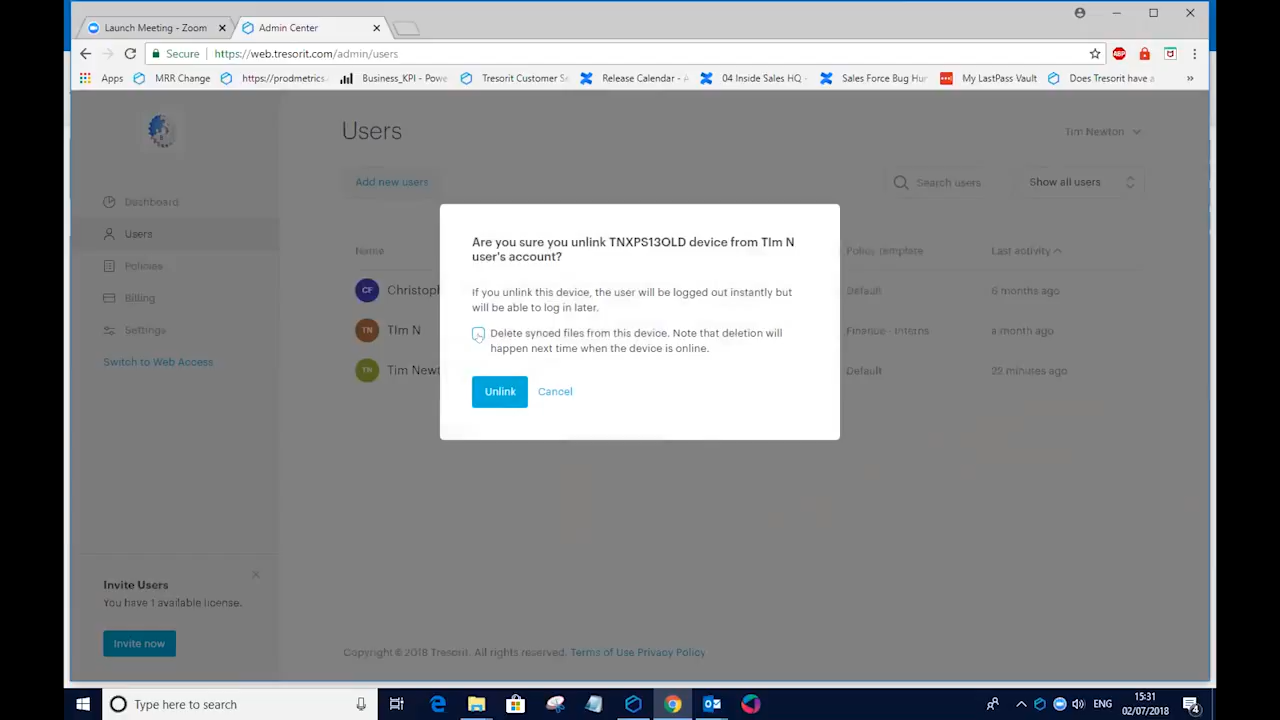 Launch Meeting - Zoom
Admin Center
Secure
https://web.tresorit.com/admin/users
Apps
MRR Change
https://prodmetrics.
Business_KPI - Powe
Tresorit Customer Se
Release Calendar - A
04 Inside Sales HQ -
Sales Force Bug Hun
My LastPass Vault
Does Tresorit have a
»
Users
Tim Newton
Add new users
Search users
Show all users
Dashboard
Users
Policies
Billing
Settings
Switch to Web Access
Name
Policy template
Last activity
CF
Christoph
Default
6 months ago
TN
TIm N
Finance - Interns
a month ago
TN
Tim Newt
Default
22 minutes ago
Are you sure you unlink TNXPS13OLD device from TIm N
user's account?
If you unlink this device, the user will be logged out instantly but
will be able to log in later.
Delete synced files from this device. Note that deletion will
happen next time when the device is online.
Unlink
Cancel
Invite Users
You have 1 available license.
Invite now
Copyright © 2018 Tresorit. All rights reserved. Terms of Use Privacy Policy
Type here to search
ENG
15:31
02/07/2018